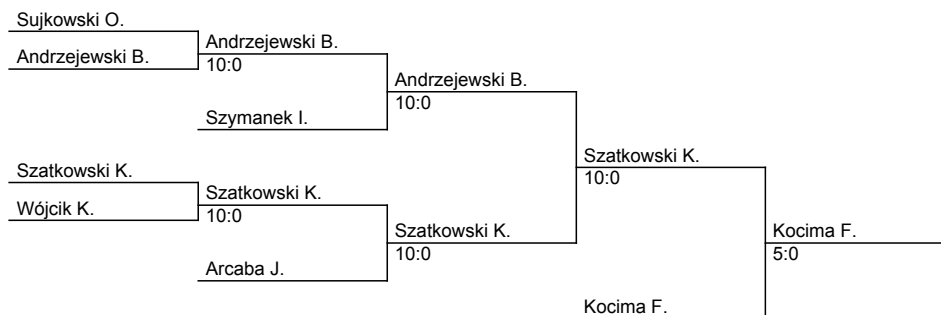 Sujkowski O.
Andrzejewski B.
Andrzejewski B.
10:0
Andrzejewski B.
10:0
Szymanek I.
Szatkowski K.
10:0
Szatkowski K.
Wójcik K.
Szatkowski K.
10:0
Szatkowski K.
10:0
Arcaba J.
Kocima F.
5:0
Kocima F.